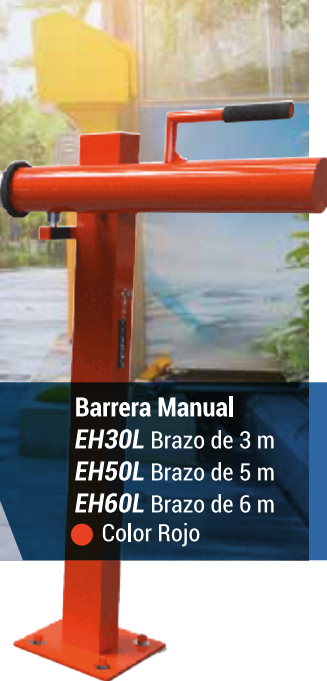 Barrera Manual
EH30L Brazo de 3 m
EH50L Brazo de 5 m
EH60L Brazo de 6 m
Color Rojo